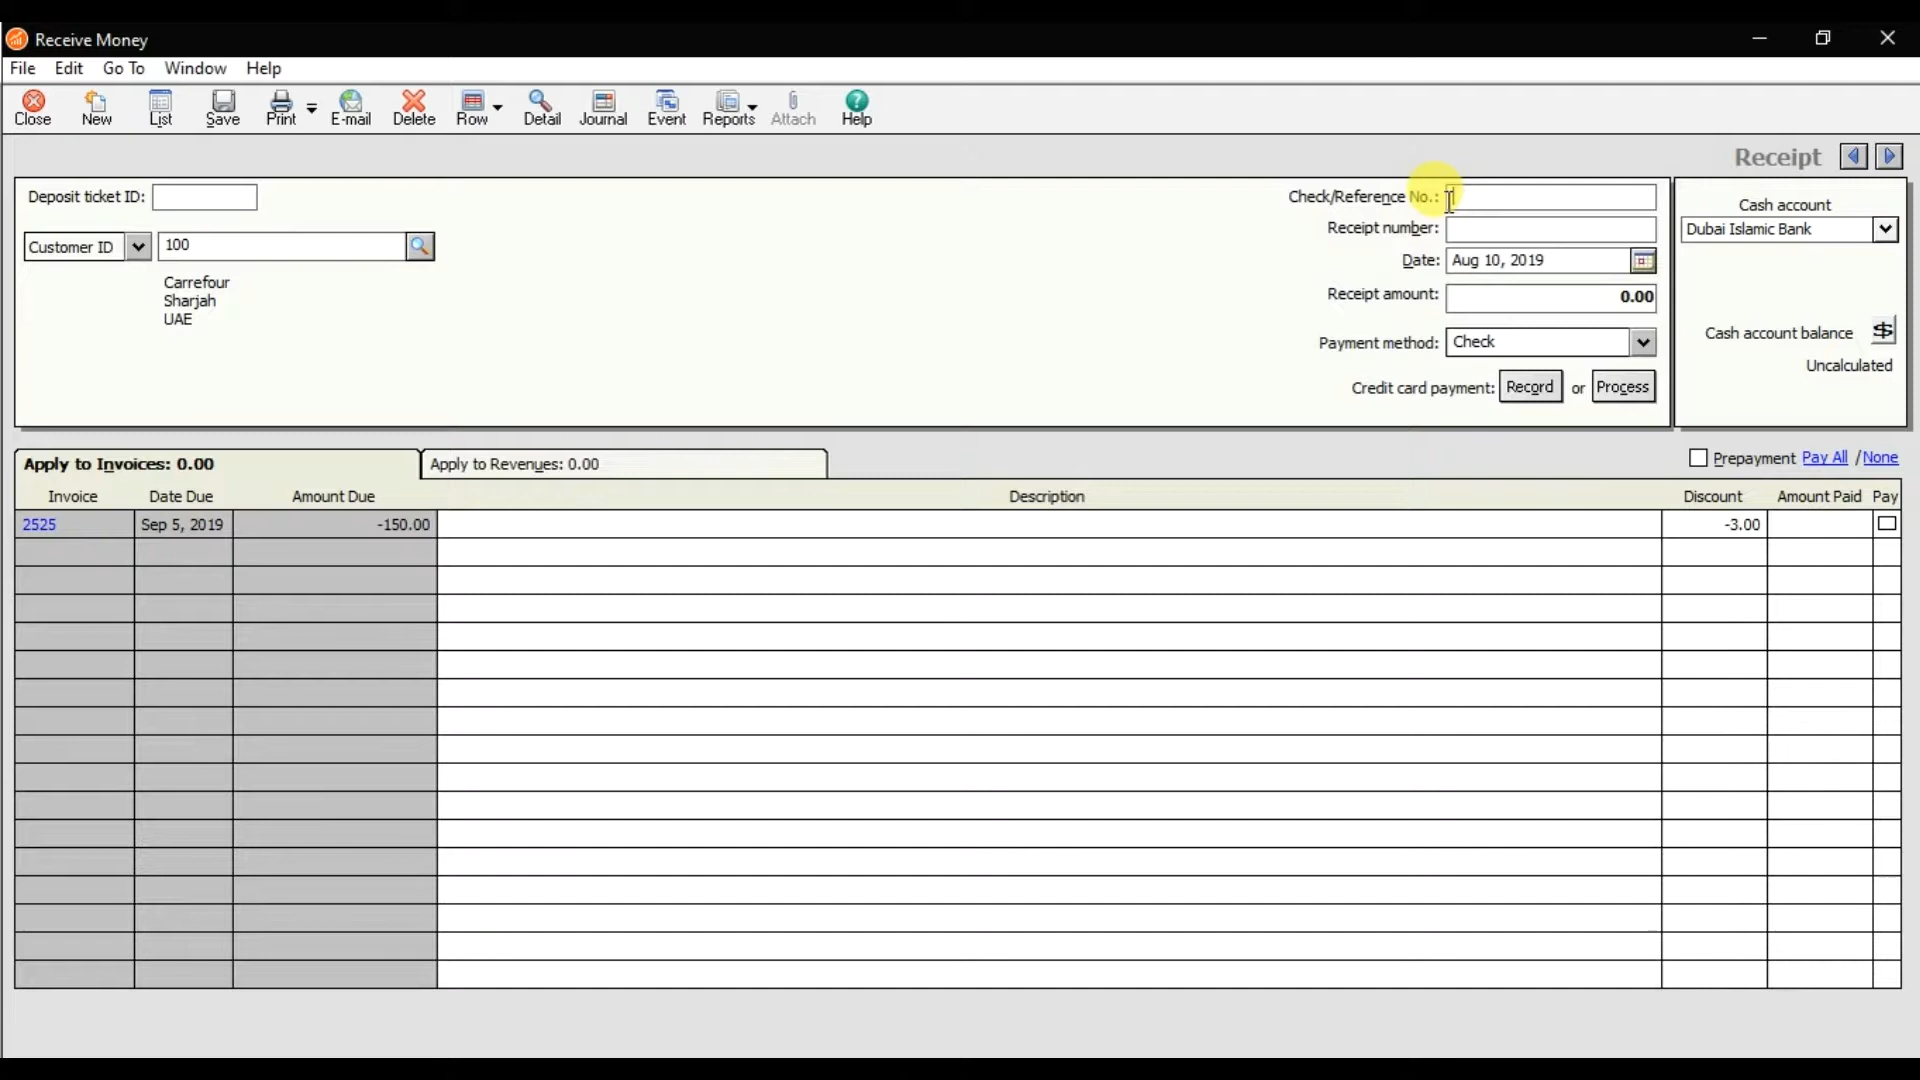 Receive Money
File Edit Go To Window Help
Close New List Save Print E-mail Delete Row Detail Journal Event Reports Attach Help
Receipt
Deposit ticket ID:
Customer ID 100
Carrefour
Sharjah
UAE
Check/Reference No.:
Receipt number:
Date: Aug 10, 2019
Receipt amount: 0.00
Payment method: Check
Credit card payment: Record or Process
Cash account
Dubai Islamic Bank
Cash account balance $
Uncalculated
Apply to Invoices: 0.00 Apply to Revenues: 0.00 Prepayment Pay All / None
Invoice Date Due Amount Due Description Discount Amount Paid Pay
2525 Sep 5, 2019 -150.00 -3.00